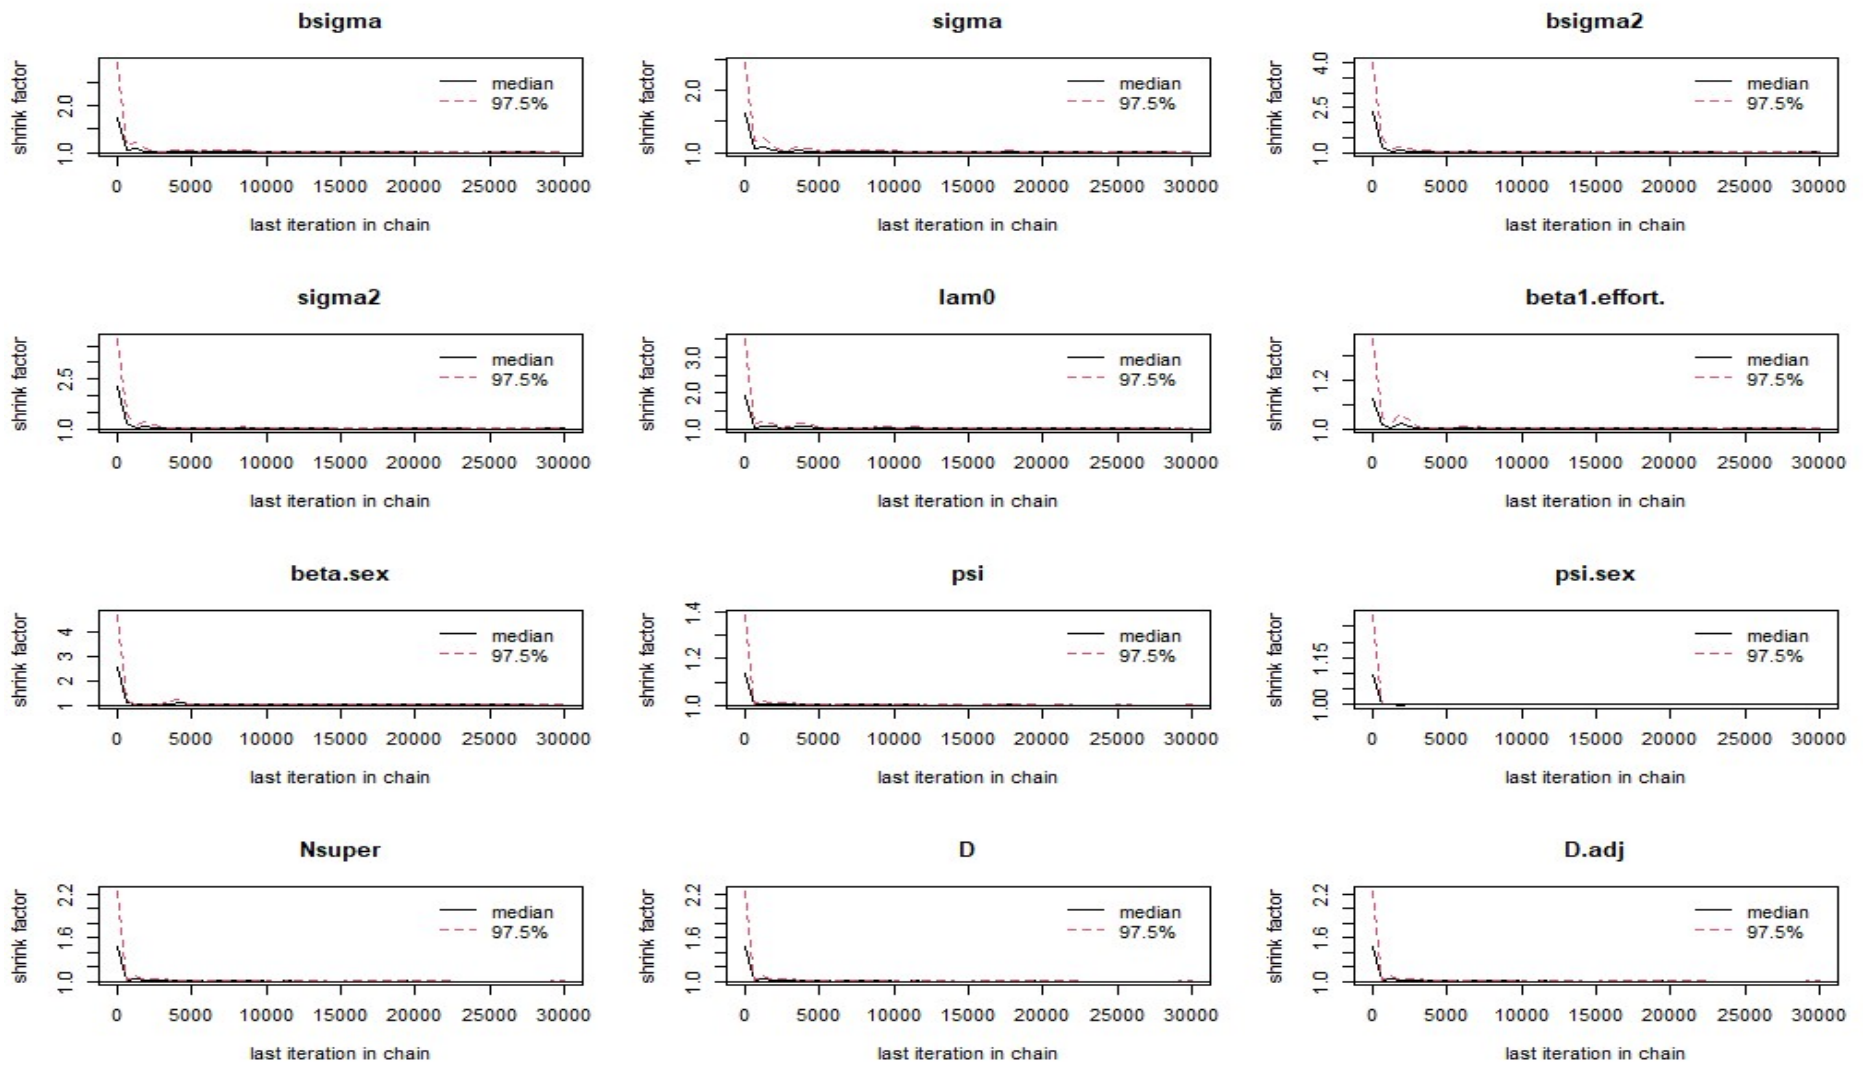 bsigma
shrink factor
1.0 2.0
median
97.5%
0 5000 10000 15000 20000 25000 30000
last iteration in chain
sigma
shrink factor
1.0 2.0
median
97.5%
0 5000 10000 15000 20000 25000 30000
last iteration in chain
bsigma2
shrink factor
1.0 2.5 4.0
median
97.5%
0 5000 10000 15000 20000 25000 30000
last iteration in chain
sigma2
shrink factor
1.0 2.5
median
97.5%
0 5000 10000 15000 20000 25000 30000
last iteration in chain
lam0
shrink factor
1.0 2.0 3.0
median
97.5%
0 5000 10000 15000 20000 25000 30000
last iteration in chain
beta1.effort.
shrink factor
1.0 1.2
median
97.5%
0 5000 10000 15000 20000 25000 30000
last iteration in chain
beta.sex
shrink factor
1 2 3 4
median
97.5%
0 5000 10000 15000 20000 25000 30000
last iteration in chain
psi
shrink factor
1.0 1.2 1.4
median
97.5%
0 5000 10000 15000 20000 25000 30000
last iteration in chain
psi.sex
shrink factor
1.00 1.15
median
97.5%
0 5000 10000 15000 20000 25000 30000
last iteration in chain
Nsuper
shrink factor
1.0 1.6 2.2
median
97.5%
0 5000 10000 15000 20000 25000 30000
last iteration in chain
D
shrink factor
1.0 1.6 2.2
median
97.5%
0 5000 10000 15000 20000 25000 30000
last iteration in chain
D.adj
shrink factor
1.0 1.6 2.2
median
97.5%
0 5000 10000 15000 20000 25000 30000
last iteration in chain